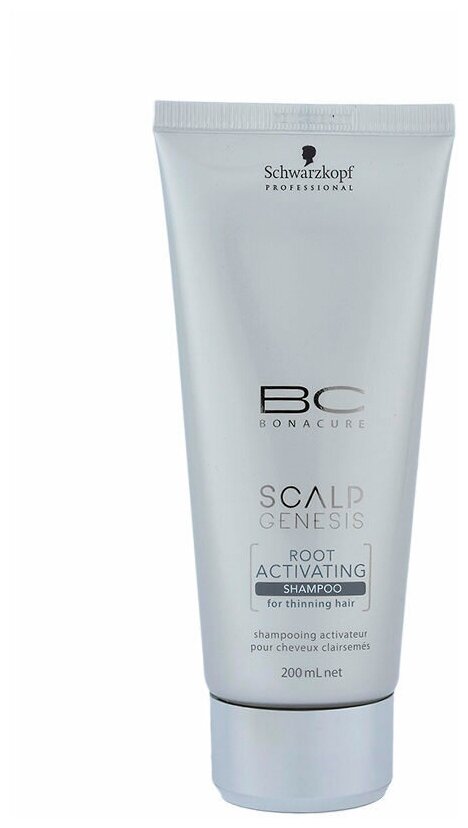 Schwarzkopf
PROFESSIONAL
BC
BONACURE
SCALP
GENESIS
ROOT
ACTIVATING
SHAMPOO
for thinning hair
shampooing activateur
pour cheveux clairsemés
200 mL net